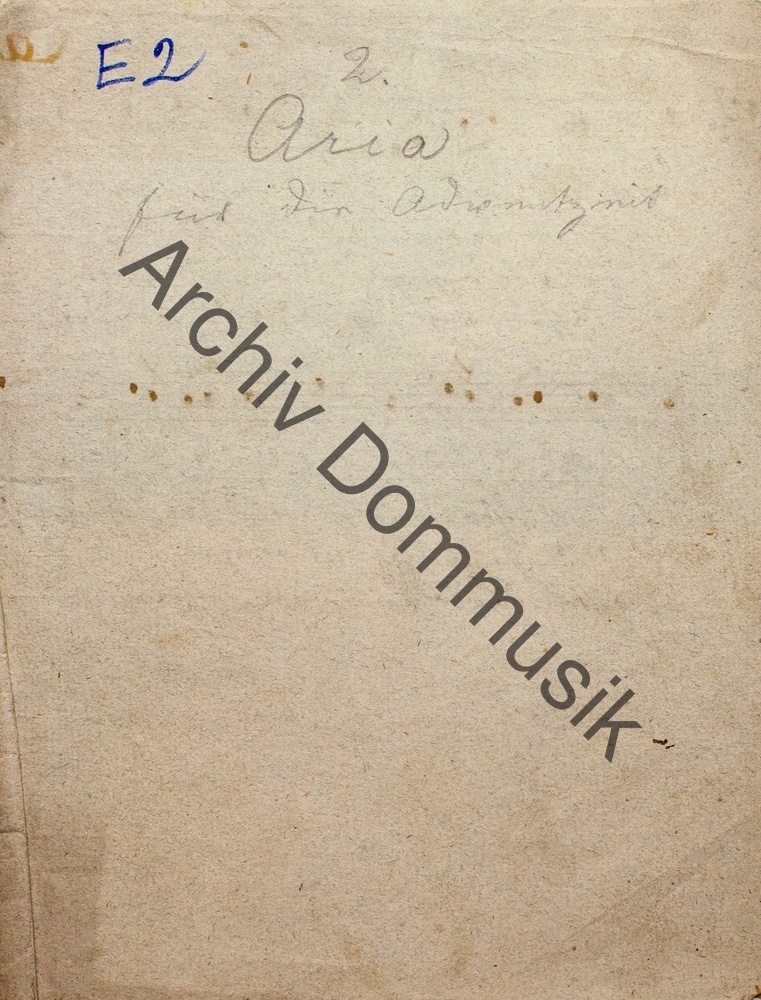 E2
2.
Aria
für die Adventzeit
Archiv Dommusik